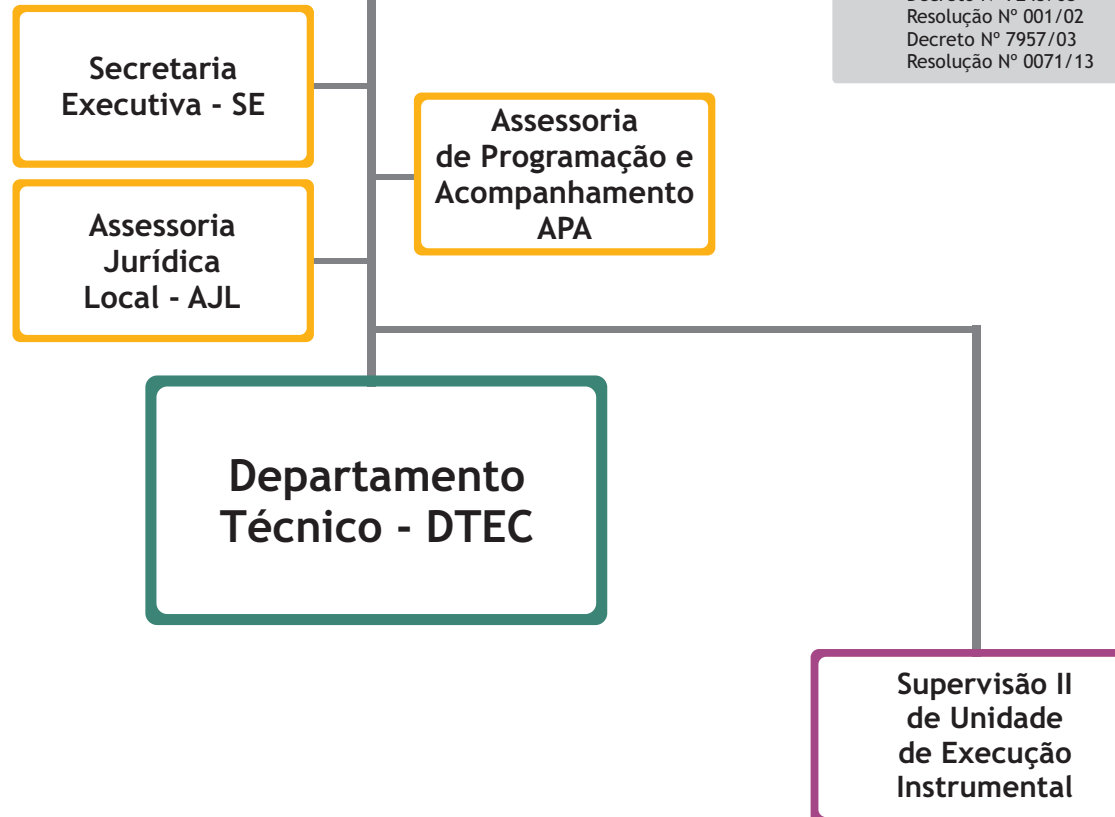 Resolução Nº 001/02
Decreto Nº 7957/03
Resolução Nº 0071/13
Secretaria
Executiva - SE
Assessoria
de Programação e
Acompanhamento
APA
Assessoria
Jurídica
Local - AJL
Departamento
Técnico - DTEC
Supervisão II
de Unidade
de Execução
Instrumental